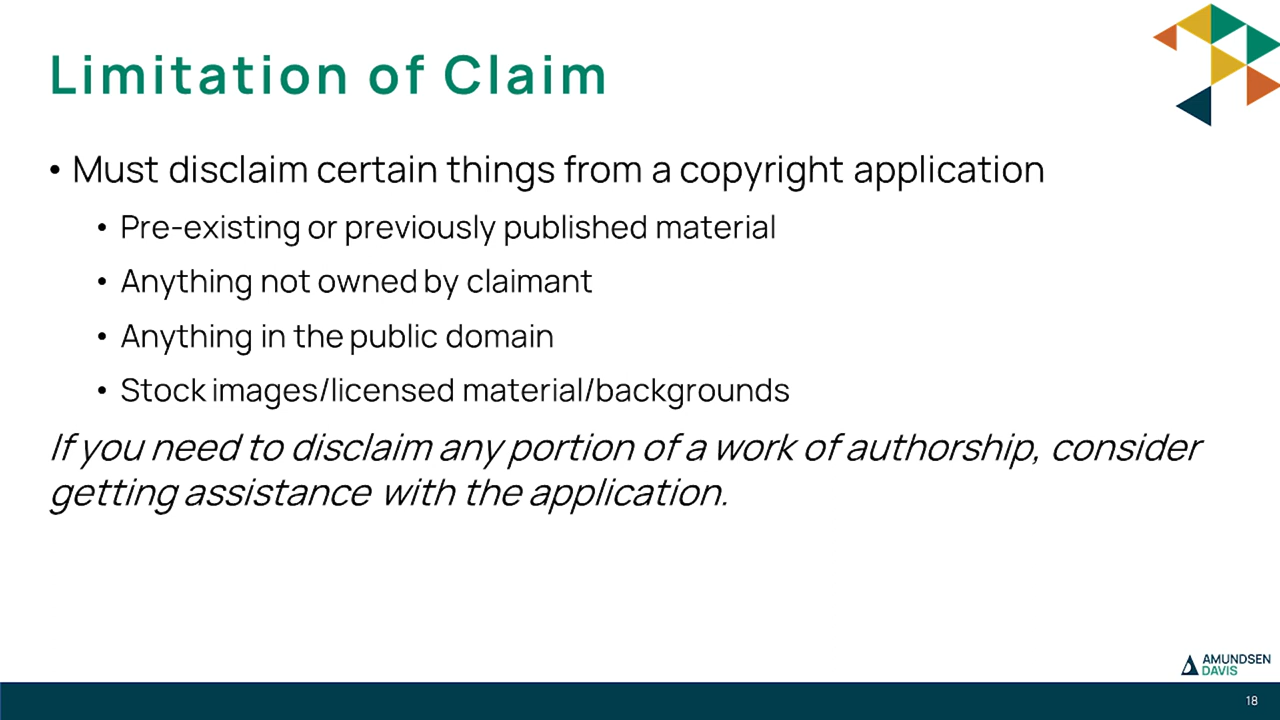 Limitation of Claim
• Must disclaim certain things from a copyright application
• Pre-existing or previously published material
• Anything not owned by claimant
• Anything in the public domain
• Stock images/licensed material/backgrounds
If you need to disclaim any portion of a work of authorship, consider
getting assistance with the application.
AMUNDSEN
DAVIS
18